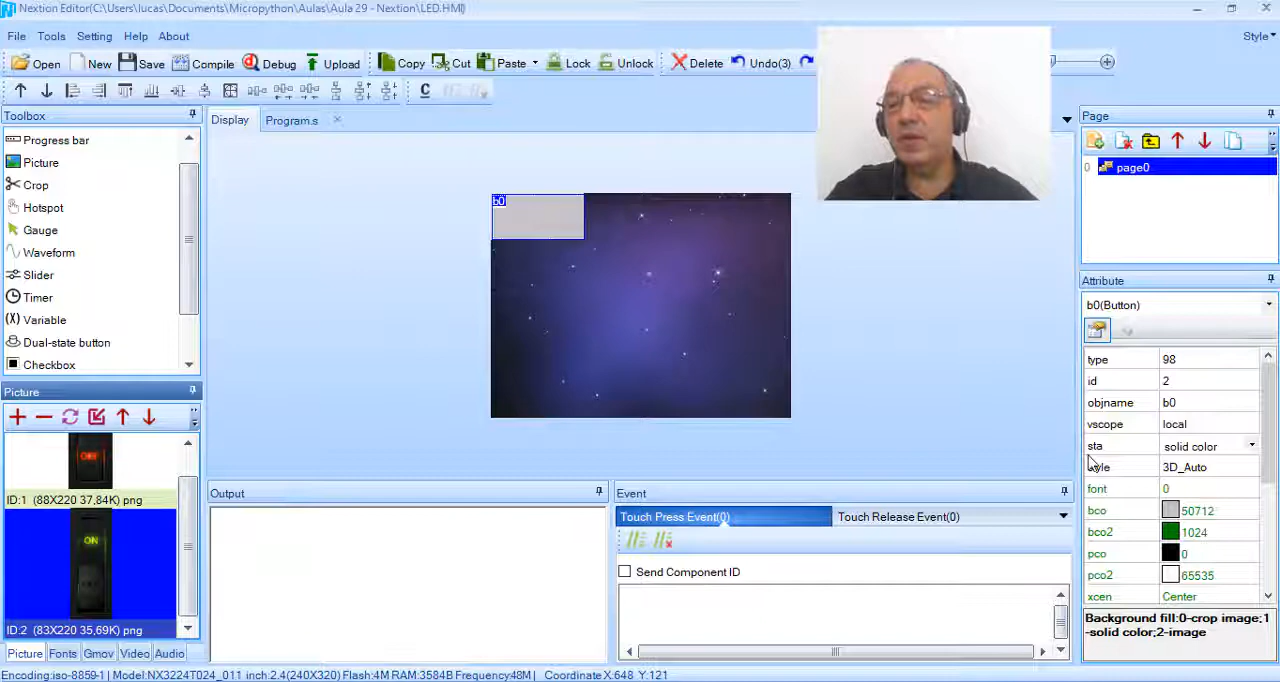 Nextion Editor(C:\Users\lucas\Documents\Micropython\Aulas\Aula 29 - Nextion\LED.HMI)
File Tools Setting Help About Style
Open New Save Compile Debug Upload Copy Cut Paste Lock Unlock Delete Undo(3)
Toolbox
Progress bar
Picture
Crop
Hotspot
Gauge
Waveform
Slider
Timer
Variable
Dual-state button
Checkbox
Picture
OFF
ID:1 (88X220 37,84K) png
ON
ID:2 (83X220 35,69K) png
Picture Fonts Gmov Video Audio
Display Program.s
b0
Output
Event
Touch Press Event(0) Touch Release Event(0)
Send Component ID
Page
0 page0
Attribute
b0(Button)
type 98
id 2
objname b0
vscope local
sta solid color
style 3D_Auto
font 0
bco 50712
bco2 1024
pco 0
pco2 65535
xcen Center
Background fill:0-crop image;1
-solid color;2-image
Encoding:iso-8859-1 Model:NX3224T024_011 inch:2.4(240X320) Flash:4M RAM:3584B Frequency:48M Coordinate X:648 Y:121